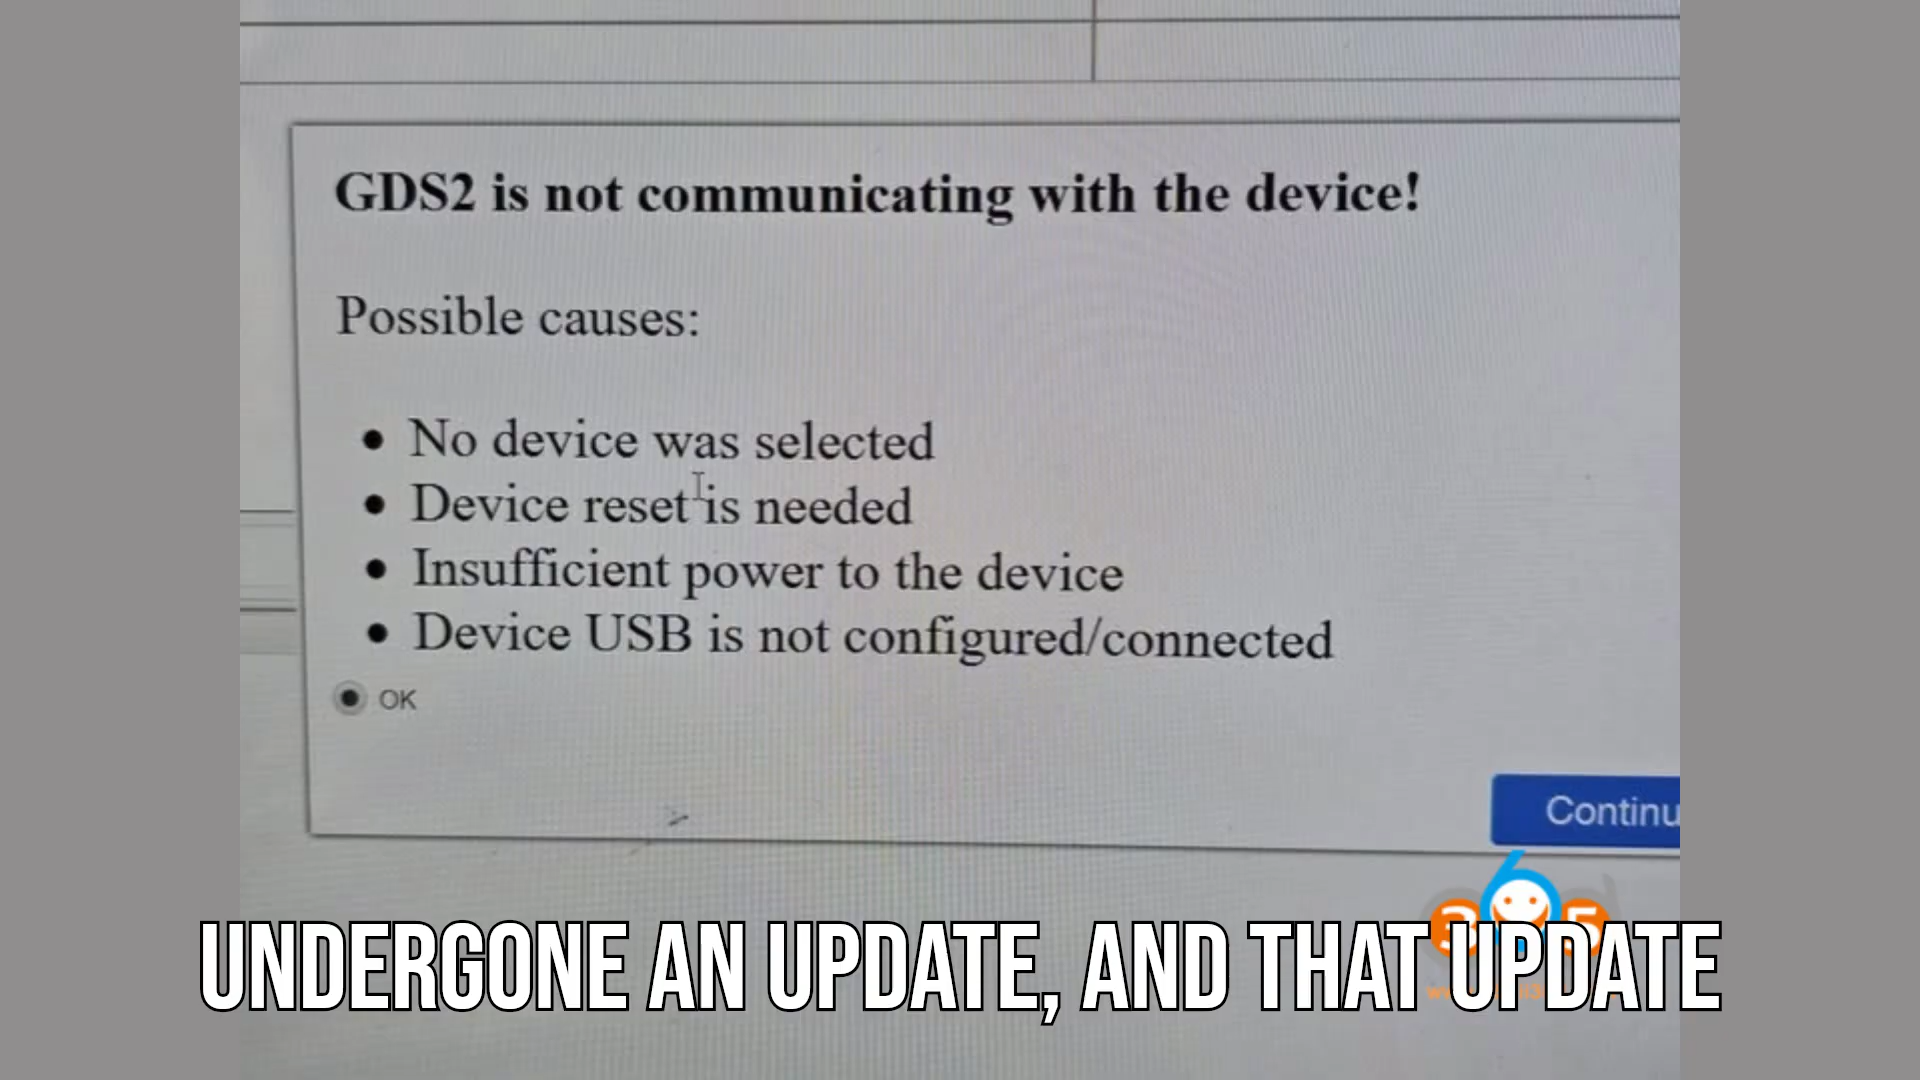 GDS2 is not communicating with the device!
Possible causes:
• No device was selected
• Device reset is needed
• Insufficient power to the device
• Device USB is not configured/connected
OK
Continu
365
UNDERGONE AN UPDATE, AND THAT UPDATE